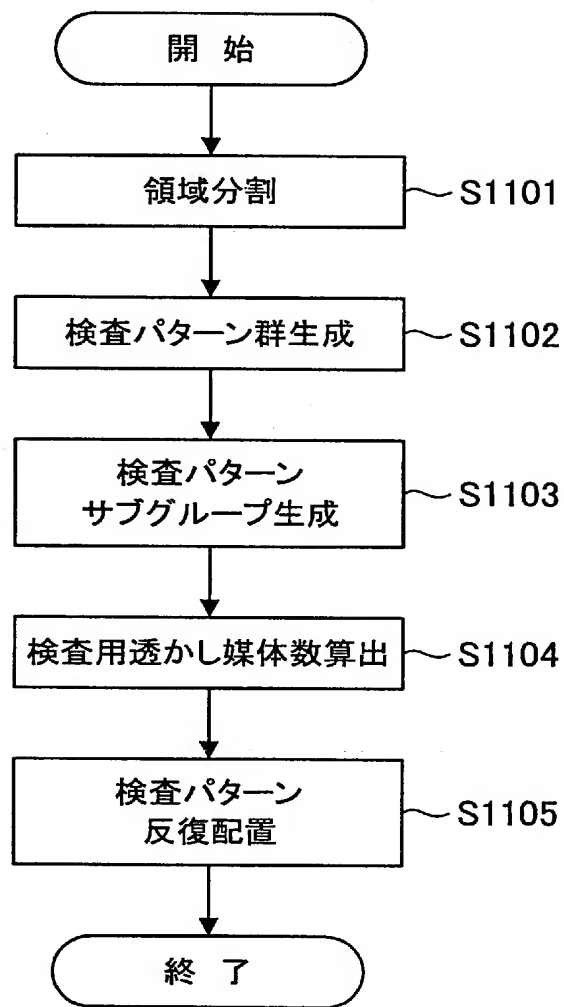 開 始
領域分割
S1101
検査パターン群生成
S1102
検査パターン
サブグループ生成
S1103
検査用透かし媒体数算出
S1104
検査パターン
反復配置
S1105
終 了